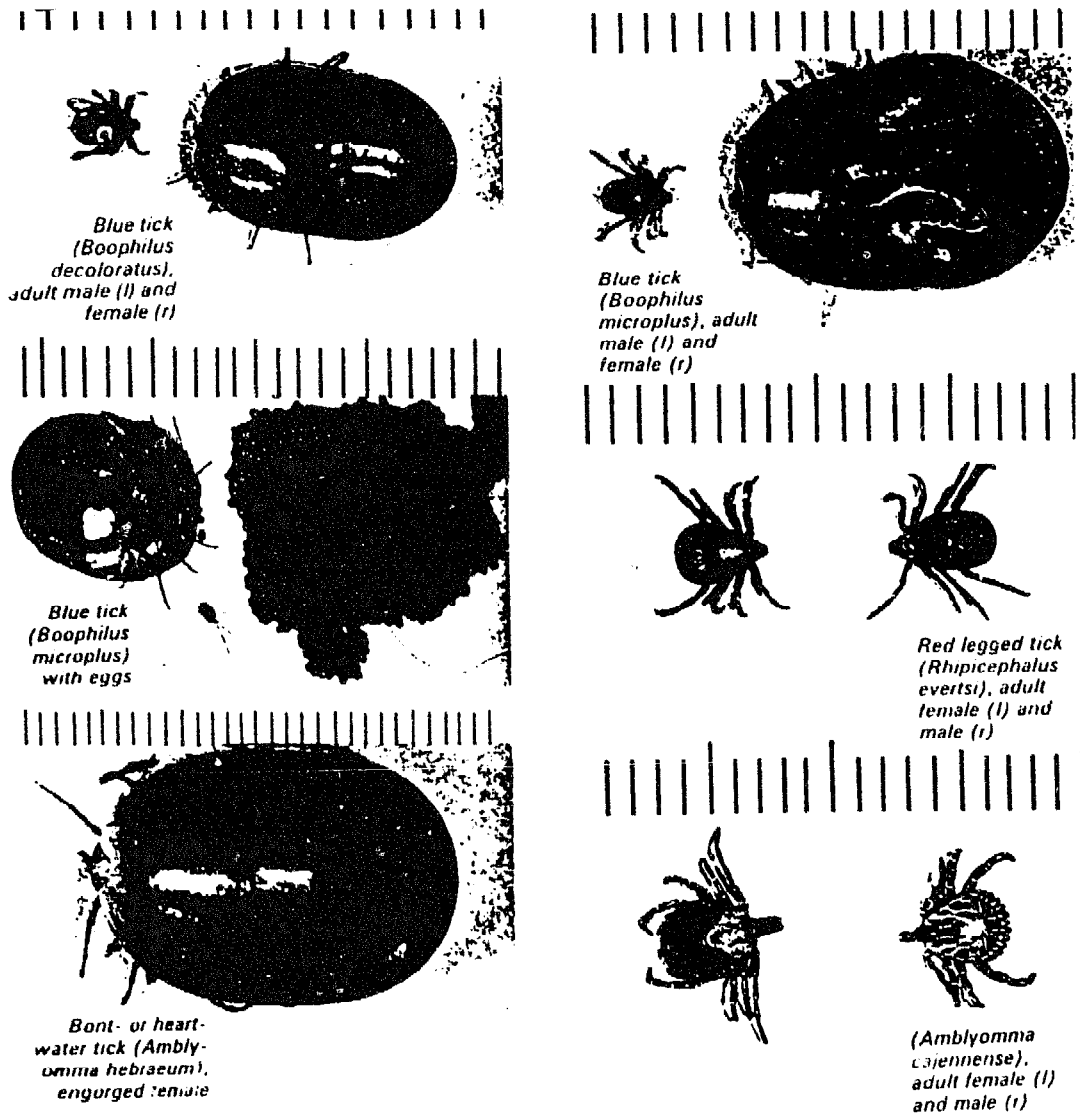 Blue tick
(Boophilus
decoloratus),
adult male (l) and
female (r)
Blue tick
(Boophilus
microplus), adult
male (l) and
female (r)
Blue tick
(Boophilus
microplus)
with eggs
Red legged tick
(Rhipicephalus
evertsi), adult
female (l) and
male (r)
Bont- or heart-
water tick (Ambly-
omma hebraeum),
engorged female
(Amblyomma
cajennense),
adult female (l)
and male (r)